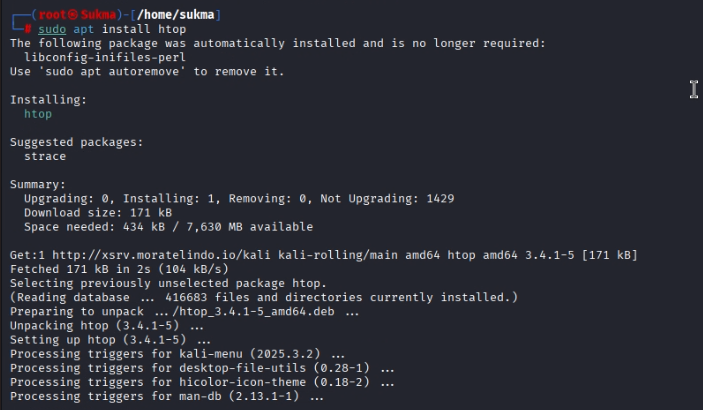 ┌──(root㉿Sukma)-[/home/sukma]
└─# sudo apt install htop
The following package was automatically installed and is no longer required:
  libconfig-inifiles-perl
Use 'sudo apt autoremove' to remove it.

Installing:
  htop

Suggested packages:
  strace

Summary:
  Upgrading: 0, Installing: 1, Removing: 0, Not Upgrading: 1429
  Download size: 171 kB
  Space needed: 434 kB / 7,630 MB available

Get:1 http://xsrv.moratelindo.io/kali kali-rolling/main amd64 htop amd64 3.4.1-5 [171 kB]
Fetched 171 kB in 2s (104 kB/s)
Selecting previously unselected package htop.
(Reading database ... 416683 files and directories currently installed.)
Preparing to unpack .../htop_3.4.1-5_amd64.deb ...
Unpacking htop (3.4.1-5) ...
Setting up htop (3.4.1-5) ...
Processing triggers for kali-menu (2025.3.2) ...
Processing triggers for desktop-file-utils (0.28-1) ...
Processing triggers for hicolor-icon-theme (0.18-2) ...
Processing triggers for man-db (2.13.1-1) ...